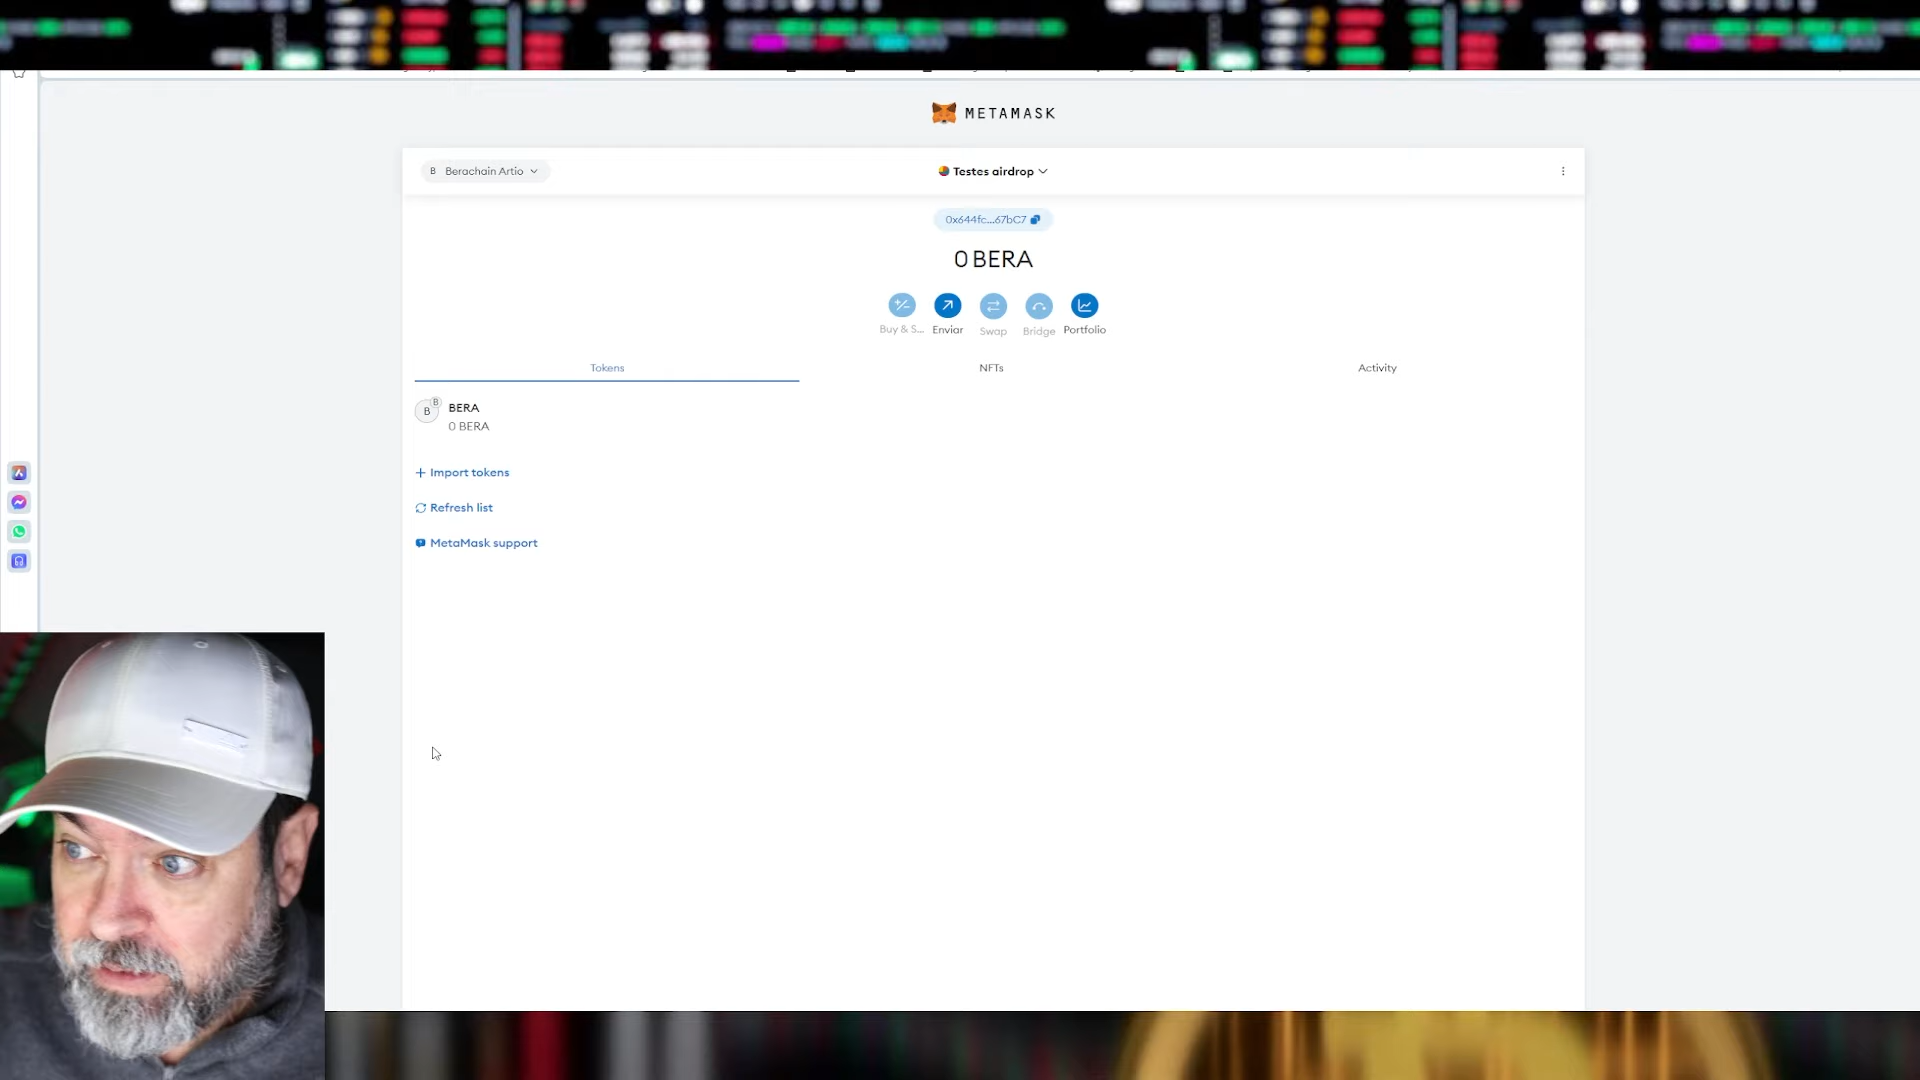 METAMASK
B Berachain Artio
Testes airdrop
0x644fc...67bC7
0 BERA
Buy & S...
Enviar
Swap
Bridge
Portfolio
Tokens
NFTs
Activity
B
B
BERA
0 BERA
Import tokens
Refresh list
MetaMask support